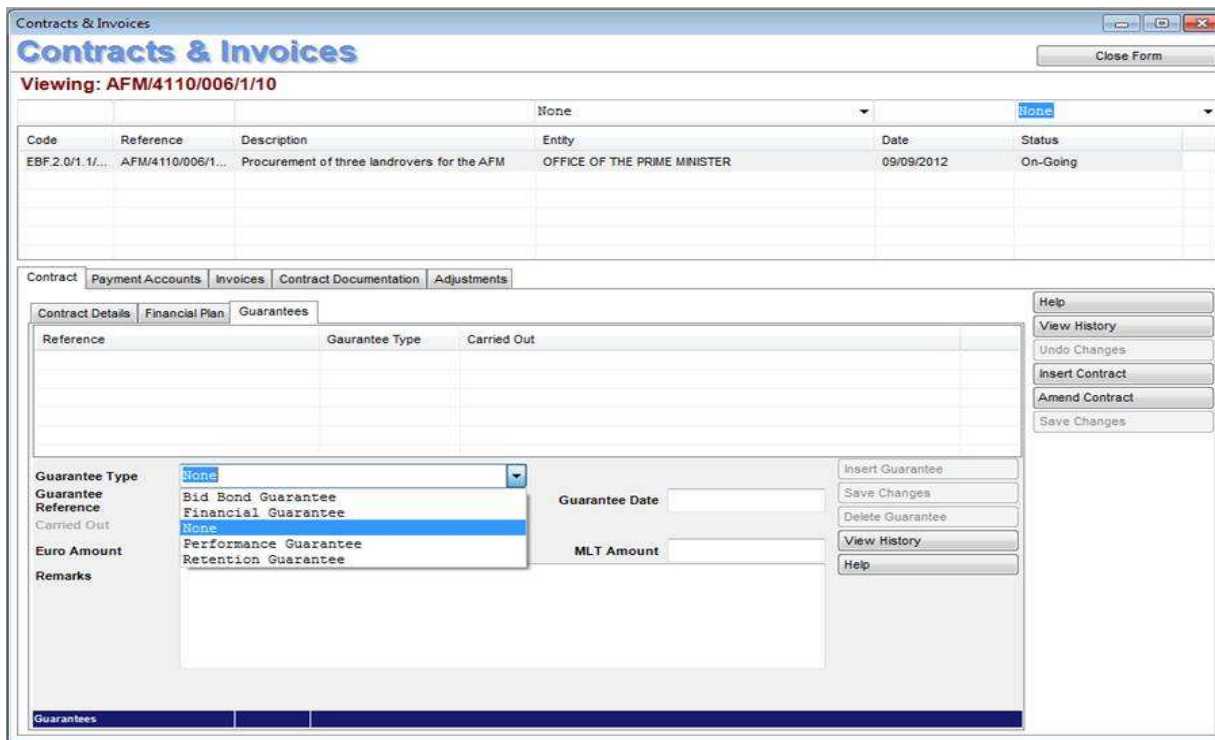 Contracts & Invoices
Contracts & Invoices
Close Form
Viewing: AFM/4110/006/1/10
None None
Code Reference Description Entity Date Status
EBF.2.0/1.1/... AFM/4110/006/1... Procurement of three landrovers for the AFM OFFICE OF THE PRIME MINISTER 09/09/2012 On-Going
Contract Payment Accounts Invoices Contract Documentation Adjustments
Contract Details Financial Plan Guarantees
Reference Gaurantee Type Carried Out
Help
View History
Undo Changes
Insert Contract
Amend Contract
Save Changes
Guarantee Type None
Bid Bond Guarantee
Financial Guarantee
None
Performance Guarantee
Retention Guarantee
Guarantee
Reference
Guarantee Date
Carried Out
Euro Amount
MLT Amount
Remarks
Insert Guarantee
Save Changes
Delete Guarantee
View History
Help
Guarantees